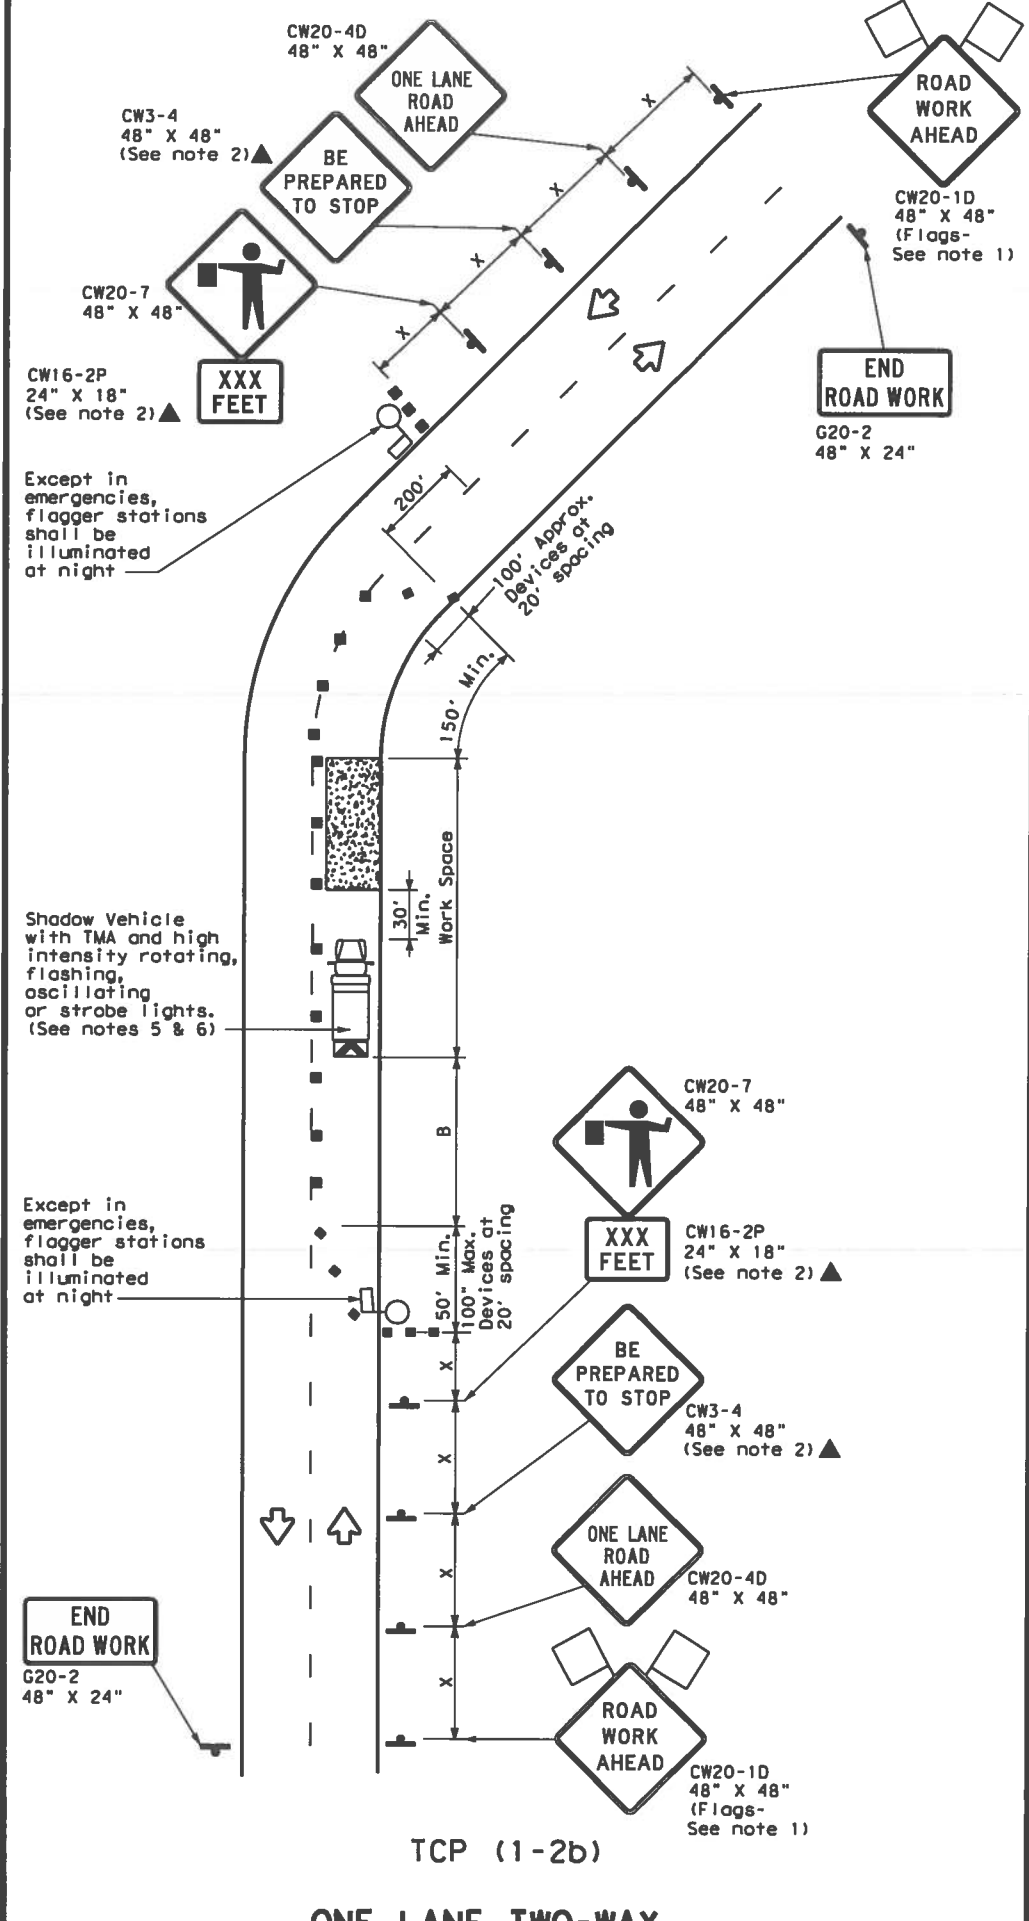 CW20-4D
48" X 48"
ONE LANE
ROAD
AHEAD
CW3-4
48" X 48"
(See note 2)▲
BE
PREPARED
TO STOP
ROAD
WORK
AHEAD
CW20-1D
48" X 48"
(Flags-
See note 1)
CW20-7
48" X 48"
CW16-2P
24" X 18"
(See note 2)▲
XXX
FEET
X
X
X
X
END
ROAD WORK
G20-2
48" X 24"
Except in
emergencies,
flagger stations
shall be
illuminated
at night
200'
100' Approx.
Devices at
20' spacing
150' Min.
Work Space
30'
Min.
Shadow Vehicle
with TMA and high
intensity rotating,
flashing,
oscillating
or strobe lights.
(See notes 5 & 6)
B
CW20-7
48" X 48"
XXX
FEET
CW16-2P
24" X 18"
(See note 2)▲
Except in
emergencies,
flagger stations
shall be
illuminated
at night
50' Min.
100" Max.
Devices at
20' spacing
X
BE
PREPARED
TO STOP
CW3-4
48" X 48"
(See note 2)▲
X
ONE LANE
ROAD
AHEAD
CW20-4D
48" X 48"
X
END
ROAD WORK
G20-2
48" X 24"
X
ROAD
WORK
AHEAD
CW20-1D
48" X 48"
(Flags-
See note 1)
TCP (1-2b)
ONE LANE TWO-WAY